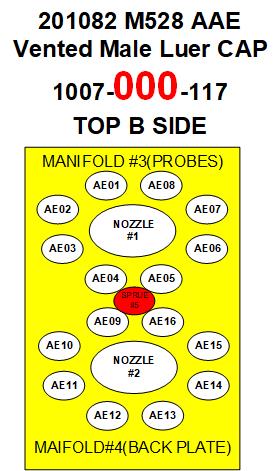 201082 M528 AAE
Vented Male Luer CAP
1007-000-117
TOP B SIDE
MANIFOLD #3(PROBES)
AE01 AE08
AE02 AE07
NOZZLE
#1
AE03 AE06
AE04 AE05
SPRUE
#5
AE09 AE16
AE10 AE15
NOZZLE
#2
AE11 AE14
AE12 AE13
MAIFOLD#4(BACK PLATE)